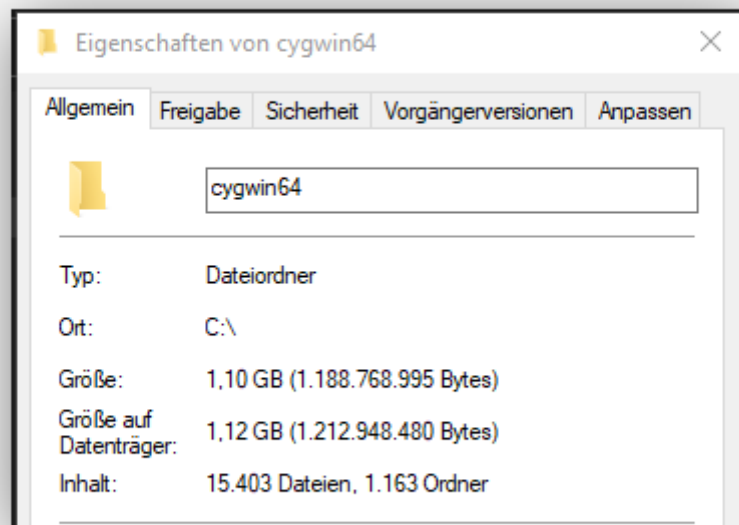 Eigenschaften von cygwin64
Allgemein Freigabe Sicherheit Vorgängerversionen Anpassen
cygwin64
Typ: Dateiordner
Ort: C:\
Größe: 1,10 GB (1.188.768.995 Bytes)
Größe auf
Datenträger: 1,12 GB (1.212.948.480 Bytes)
Inhalt: 15.403 Dateien, 1.163 Ordner